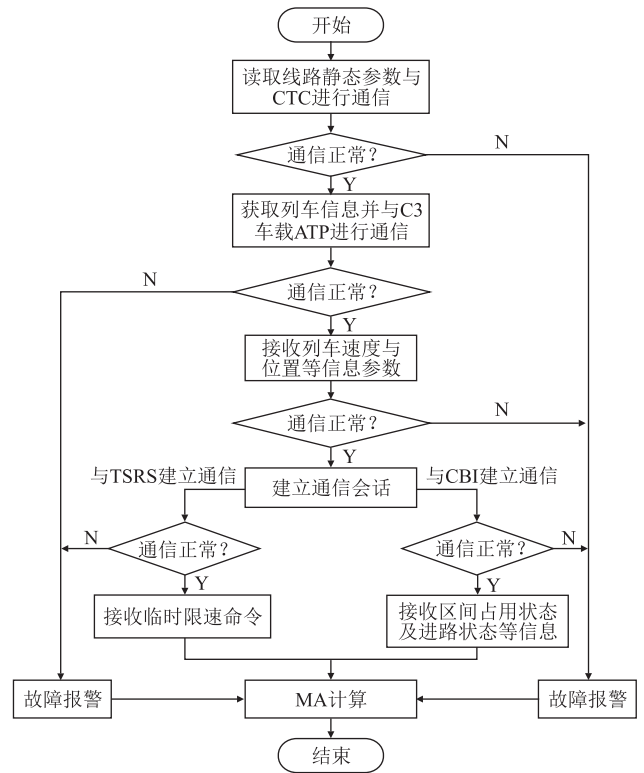 开始
读取线路静态参数与
CTC进行通信
通信正常？
N
Y
获取列车信息并与C3
车载ATP进行通信
N
通信正常？
Y
接收列车速度与
位置等信息参数
通信正常？
N
Y
与TSRS建立通信
建立通信会话
与CBI建立通信
N
通信正常？
通信正常？
N
Y
Y
接收临时限速命令
接收区间占用状态
及进路状态等信息
故障报警
MA计算
故障报警
结束